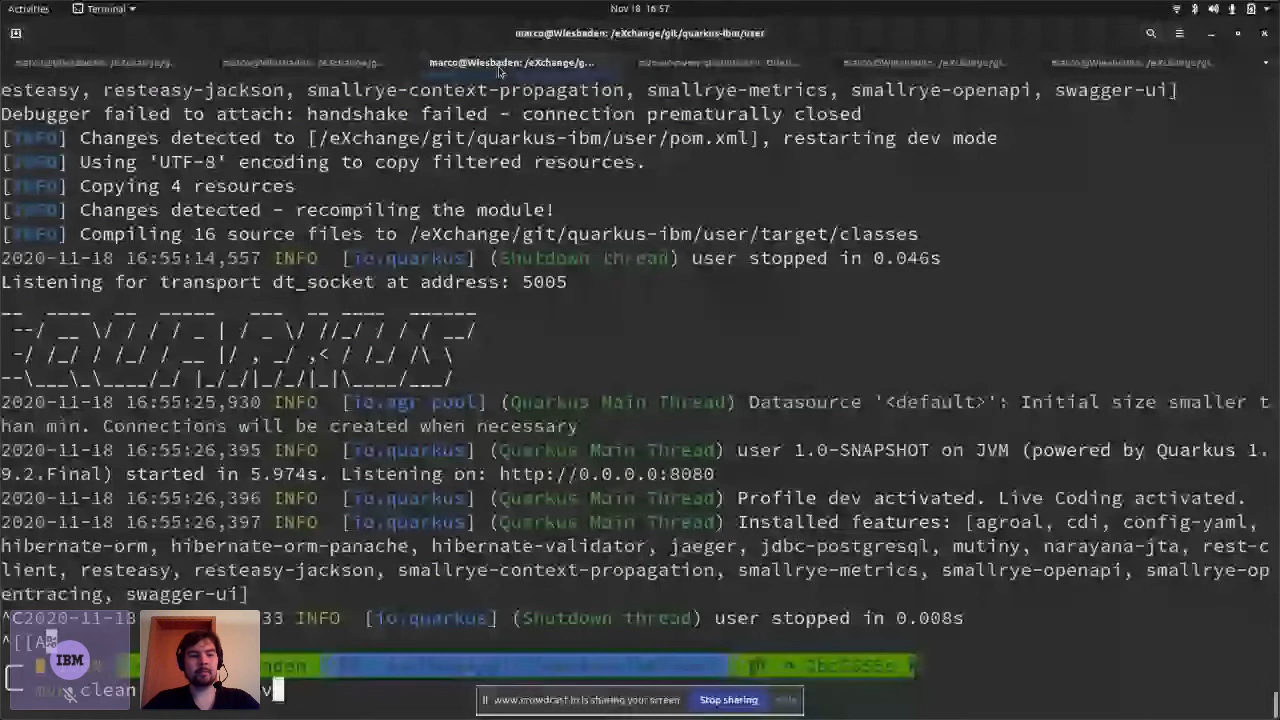 Activities Terminal Nov 18 16:57
marco@Wiesbaden: /eXchange/git/quarkus-ibm/user
marco@Wiesbaden: /eXchange/g...
esteasy, resteasy-jackson, smallrye-context-propagation, smallrye-metrics, smallrye-openapi, swagger-ui]
Debugger failed to attach: handshake failed - connection prematurally closed
[INFO] Changes detected to [/eXchange/git/quarkus-ibm/user/pom.xml], restarting dev mode
[INFO] Using 'UTF-8' encoding to copy filtered resources.
[INFO] Copying 4 resources
[INFO] Changes detected - recompiling the module!
[INFO] Compiling 16 source files to /eXchange/git/quarkus-ibm/user/target/classes
2020-11-18 16:55:14,557 INFO [io.quarkus] (Shutdown thread) user stopped in 0.046s
Listening for transport dt_socket at address: 5005
QUARKUS
2020-11-18 16:55:25,930 INFO [io.agr.pool] (Quarkus Main Thread) Datasource '<default>': Initial size smaller t
han min. Connections will be created when necessary
2020-11-18 16:55:26,395 INFO [io.quarkus] (Quarkus Main Thread) user 1.0-SNAPSHOT on JVM (powered by Quarkus 1.
9.2.Final) started in 5.974s. Listening on: http://0.0.0.0:8080
2020-11-18 16:55:26,396 INFO [io.quarkus] (Quarkus Main Thread) Profile dev activated. Live Coding activated.
2020-11-18 16:55:26,397 INFO [io.quarkus] (Quarkus Main Thread) Installed features: [agroal, cdi, config-yaml,
hibernate-orm, hibernate-orm-panache, hibernate-validator, jaeger, jdbc-postgresql, mutiny, narayana-jta, rest-c
lient, resteasy, resteasy-jackson, smallrye-context-propagation, smallrye-metrics, smallrye-openapi, smallrye-op
entracing, swagger-ui]
^C2020-11-18 33 INFO [io.quarkus] (Shutdown thread) user stopped in 0.008s
^[[A
IBM
clean
www.crowdcast.io is sharing your screen Stop sharing Hide